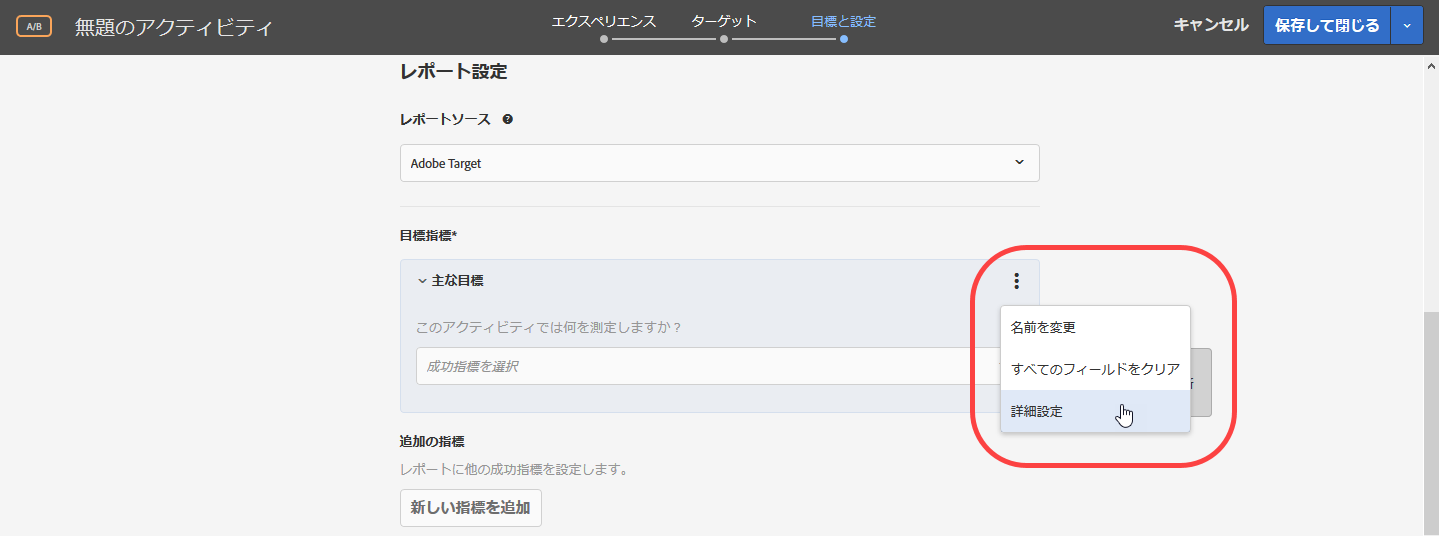 A/B
無題のアクティビティ
エクスペリエンス
ターゲット
目標と設定
キャンセル
保存して閉じる
レポート設定
レポートソース
Adobe Target
目標指標*
主な目標
このアクティビティでは何を測定しますか？
成功指標を選択
名前を変更
すべてのフィールドをクリア
詳細設定
追加の指標
レポートに他の成功指標を設定します。
新しい指標を追加